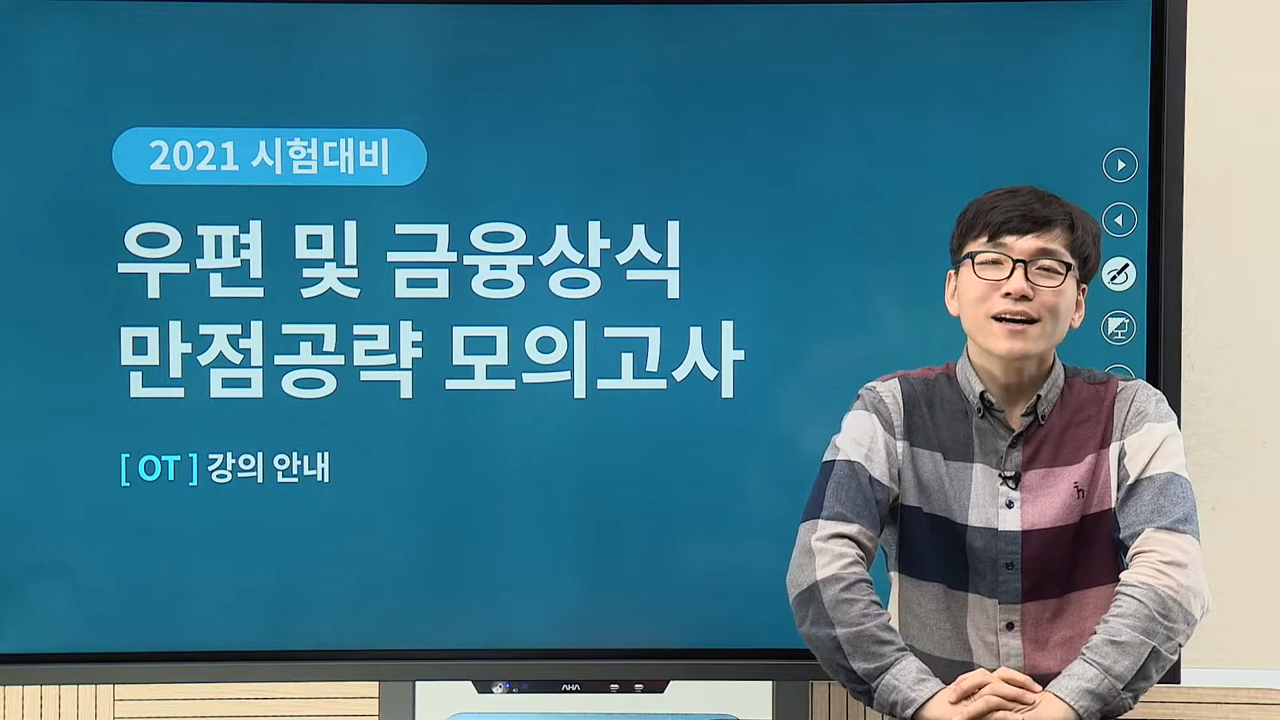 2021 시험대비
우편 및 금융상식
만점공략 모의고사
[ OT ] 강의 안내
AHA